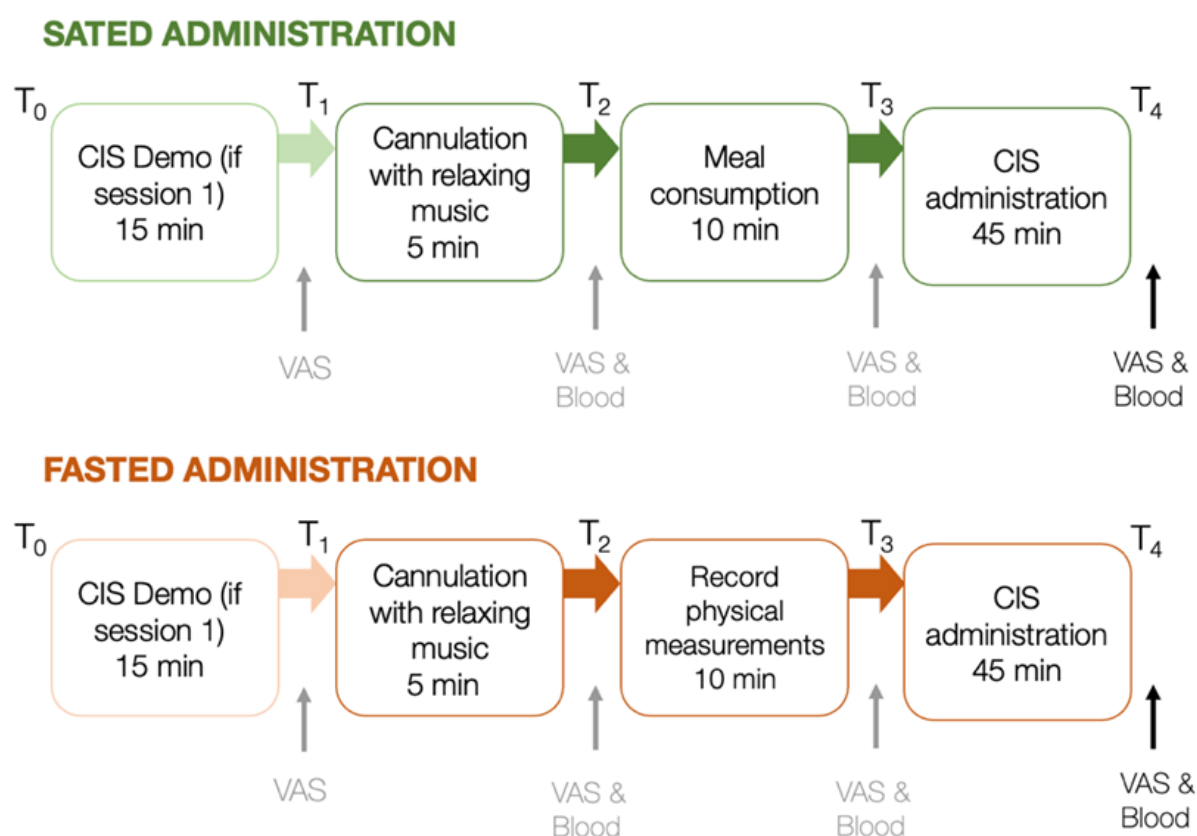 SATED ADMINISTRATION
T0
T1
T2
T3
T4
CIS Demo (if
session 1)
15 min
Cannulation
with relaxing
music
5 min
Meal
consumption
10 min
CIS
administration
45 min
VAS
VAS &
Blood
VAS &
Blood
VAS &
Blood
FASTED ADMINISTRATION
T0
T1
T2
T3
T4
CIS Demo (if
session 1)
15 min
Cannulation
with relaxing
music
5 min
Record
physical
measurements
10 min
CIS
administration
45 min
VAS
VAS &
Blood
VAS &
Blood
VAS &
Blood